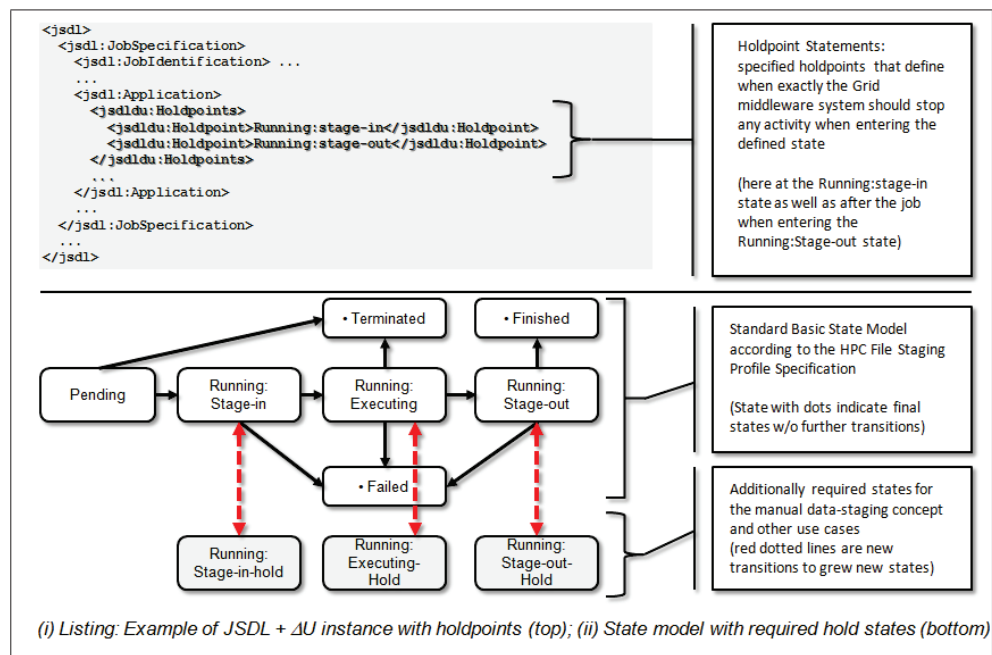 <jsdl>
<jsdl:JobSpecification>
<jsdl:JobIdentification> ...
...
<jsdl:Application>
<jsdldu:Holdpoints>
<jsdldu:Holdpoint>Running:stage-in</jsdldu:Holdpoint>
<jsdldu:Holdpoint>Running:stage-out</jsdldu:Holdpoint>
</jsdldu:Holdpoints>
...
</jsdl:Application>
...
</jsdl:JobSpecification>
...
</jsdl>
Holdpoint Statements:
specified holdpoints that define
when exactly the Grid
middleware system should stop
any activity when entering the
defined state
(here at the Running:stage-in
state as well as after the job
when entering the
Running:Stage-out state)
• Terminated
• Finished
Pending
Running:
Stage-in
Running:
Executing
Running:
Stage-out
• Failed
Running:
Stage-in-hold
Running:
Executing-
Hold
Running:
Stage-out-
Hold
Standard Basic State Model
according to the HPC File Staging
Profile Specification
(State with dots indicate final
states w/o further transitions)
Additionally required states for
the manual data-staging concept
and other use cases
(red dotted lines are new
transitions to grew new states)
(i) Listing: Example of JSDL + ΔU instance with holdpoints (top); (ii) State model with required hold states (bottom)